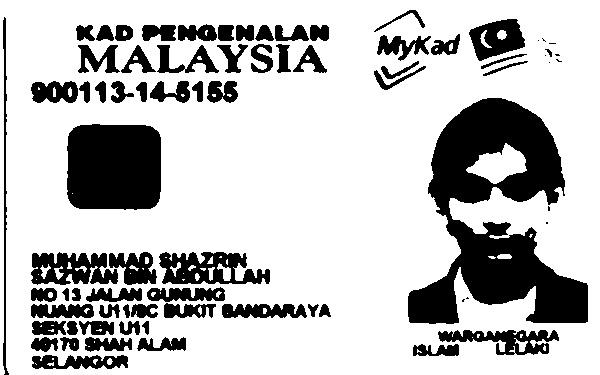 KAD PENGENALAN
MALAYSIA
MyKad
900113-14-5155
MUHAMMAD SHAZRIN
SAZWAN BIN ABDULLAH
NO 13 JALAN GUNUNG
NUANG U11/9C BUKIT BANDARAYA
SEKSYEN U11
40170 SHAH ALAM
SELANGOR
WARGANEGARA
ISLAM LELAKI